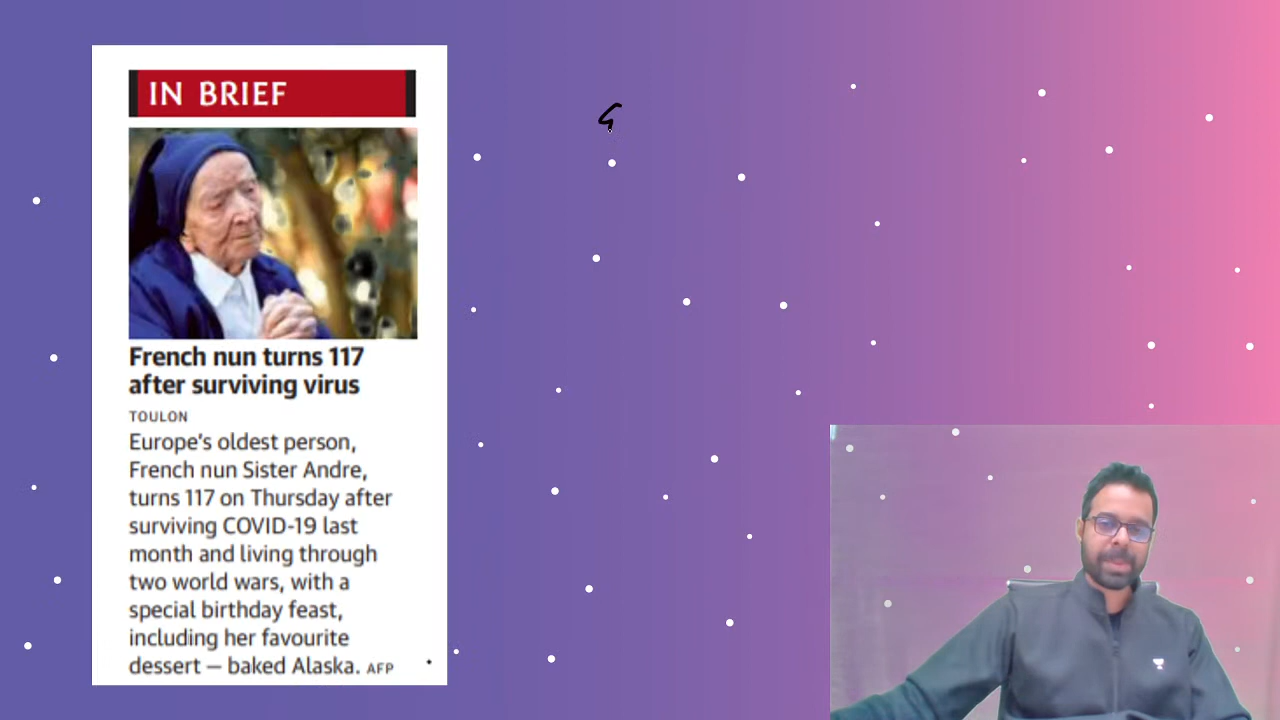 IN BRIEF
French nun turns 117
after surviving virus
TOULON
Europe's oldest person,
French nun Sister Andre,
turns 117 on Thursday after
surviving COVID-19 last
month and living through
two world wars, with a
special birthday feast,
including her favourite
dessert — baked Alaska. AFP